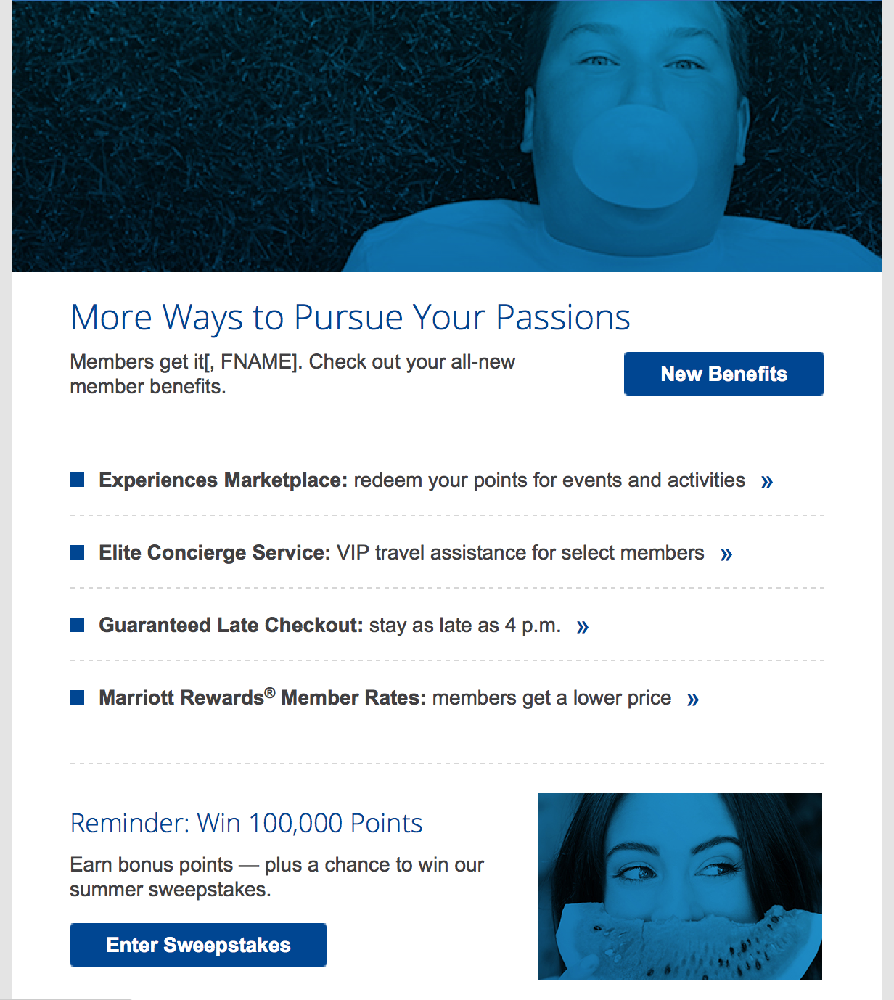 More Ways to Pursue Your Passions
Members get it[, FNAME]. Check out your all-new
member benefits.
New Benefits
Experiences Marketplace: redeem your points for events and activities »
Elite Concierge Service: VIP travel assistance for select members »
Guaranteed Late Checkout: stay as late as 4 p.m. »
Marriott Rewards® Member Rates: members get a lower price »
Reminder: Win 100,000 Points
Earn bonus points — plus a chance to win our
summer sweepstakes.
Enter Sweepstakes